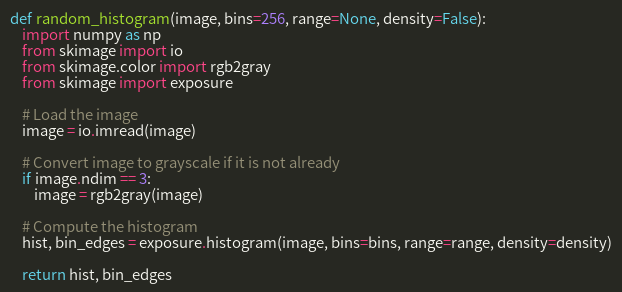 def random_histogram(image, bins=256, range=None, density=False):
    import numpy as np
    from skimage import io
    from skimage.color import rgb2gray
    from skimage import exposure

    # Load the image
    image = io.imread(image)

    # Convert image to grayscale if it is not already
    if image.ndim == 3:
        image = rgb2gray(image)

    # Compute the histogram
    hist, bin_edges = exposure.histogram(image, bins=bins, range=range, density=density)

    return hist, bin_edges